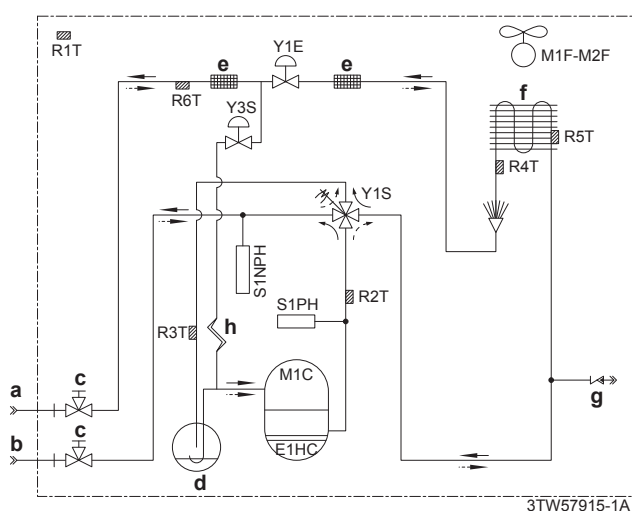 R1T
e
Y1E
e
M1F-M2F
R6T
Y3S
f
R5T
R4T
Y1S
S1NPH
R2T
S1PH
R3T
h
M1C
a
c
g
b
c
E1HC
d
3TW57915-1A